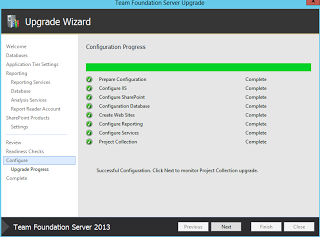 Team Foundation Server Upgrade
Upgrade Wizard
Welcome
Databases
Application Tier Settings
Reporting
Reporting Services
Database
Analysis Services
Report Reader Account
SharePoint Products
Settings
Review
Readiness Checks
Configure
Upgrade Progress
Complete
Configuration Progress
Prepare Configuration Complete
Configure IIS Complete
Configure SharePoint Complete
Configuration Database Complete
Create Web Sites Complete
Configure Reporting Complete
Configure Services Complete
Project Collection Complete
Successful Configuration. Click Next to monitor Project Collection upgrade.
Team Foundation Server 2013
Previous Next Finish Close